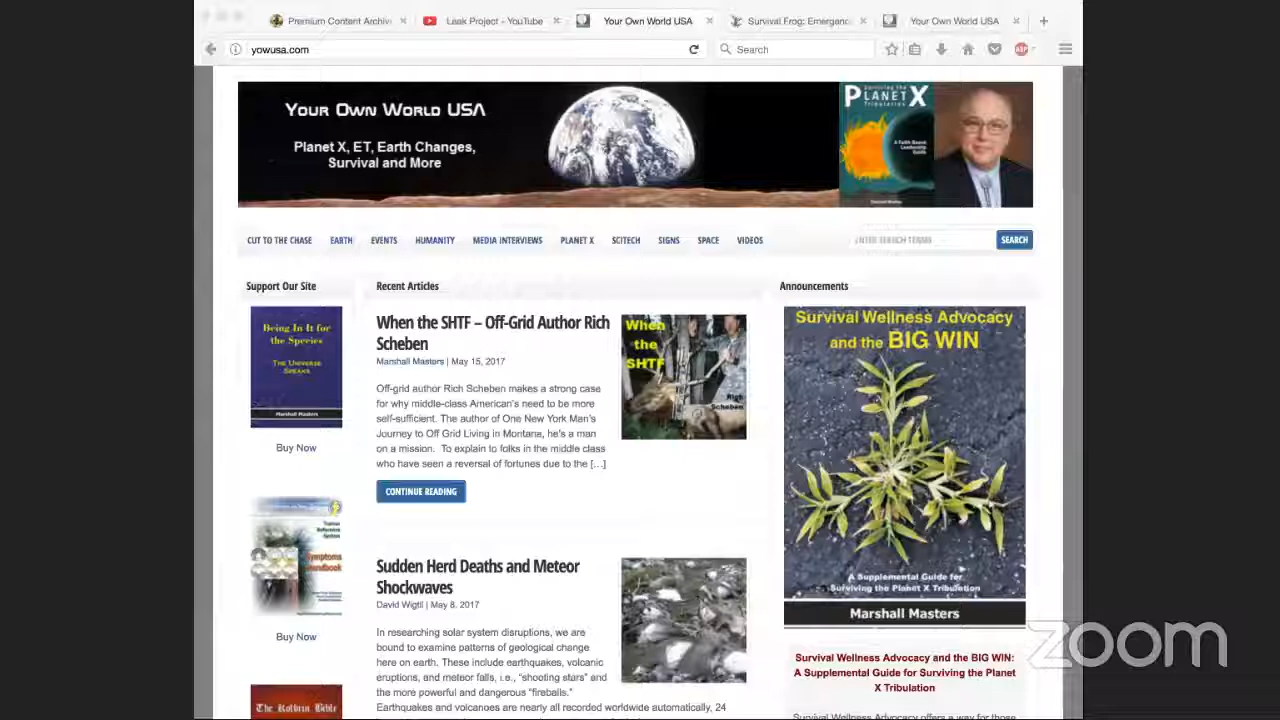 Premium Content Archiv
Leak Project - YouTube
Your Own World USA
Survival Frog: Emergenc
Your Own World USA
yowusa.com
Search
ABP
YOUR OWN WORLD USA
Planet X, ET, Earth Changes,
Survival and More
Surviving the
PLANET X
Tribulation
A Faith Based
Leadership
Guide
CUT TO THE CHASE
EARTH
EVENTS
HUMANITY
MEDIA INTERVIEWS
PLANET X
SCITECH
SIGNS
SPACE
VIDEOS
ENTER SEARCH TERMS
SEARCH
Support Our Site
Being In It for
the Species
THE UNIVERSE
SPEAKS
Marshall Masters
Buy Now
Symptoms
Handbook
Buy Now
The Kolbrin Bible
Recent Articles
When the SHTF – Off-Grid Author Rich
Scheben
Marshall Masters | May 15, 2017
Off-grid author Rich Scheben makes a strong case
for why middle-class American's need to be more
self-sufficient. The author of One New York Man's
Journey to Off Grid Living in Montana, he's a man
on a mission. To explain to folks in the middle class
who have seen a reversal of fortunes due to the [...]
CONTINUE READING
When
the
SHTF
Rich
Scheben
Sudden Herd Deaths and Meteor
Shockwaves
David Wigtil | May 8, 2017
In researching solar system disruptions, we are
bound to examine patterns of geological change
here on earth. These include earthquakes, volcanic
eruptions, and meteor falls, i.e., “shooting stars” and
the more powerful and dangerous “fireballs.”
Earthquakes and volcanoes are nearly all recorded worldwide automatically, 24
Announcements
Survival Wellness Advocacy
and the BIG WIN
A Supplemental Guide for
Surviving the Planet X Tribulation
Marshall Masters
Survival Wellness Advocacy and the BIG WIN:
A Supplemental Guide for Surviving the Planet
X Tribulation
Survival Wellness Advocacy offers a way for those
zoom